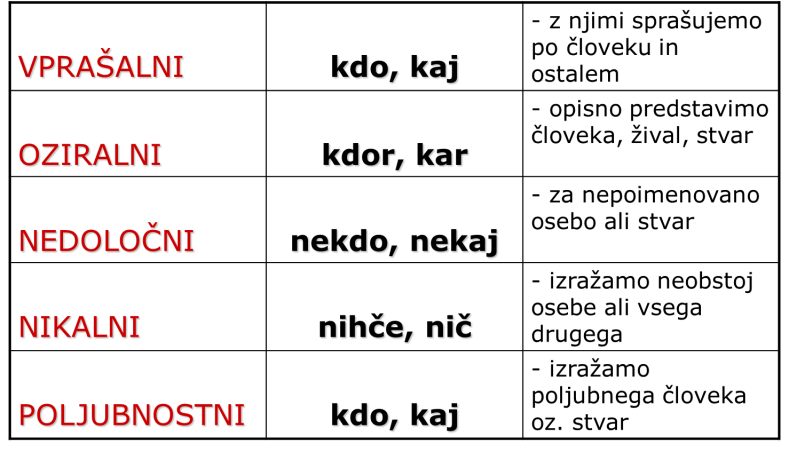 VPRAŠALNI
kdo, kaj
- z njimi sprašujemo
po človeku in
ostalem
OZIRALNI
kdor, kar
- opisno predstavimo
človeka, žival, stvar
NEDOLOČNI
nekdo, nekaj
- za nepoimenovano
osebo ali stvar
NIKALNI
nihče, nič
- izražamo neobstoj
osebe ali vsega
drugega
POLJUBNOSTNI
kdo, kaj
- izražamo
poljubnega človeka
oz. stvar